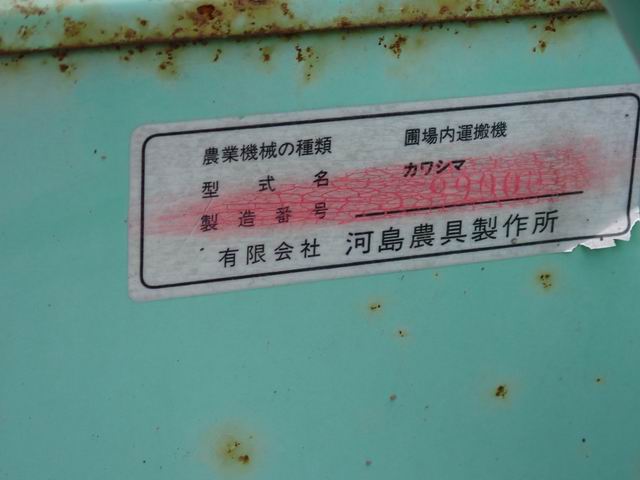 農業機械の種類 圃場内運搬機
型式名 カワシマ
製造番号
有限会社 河島農具製作所